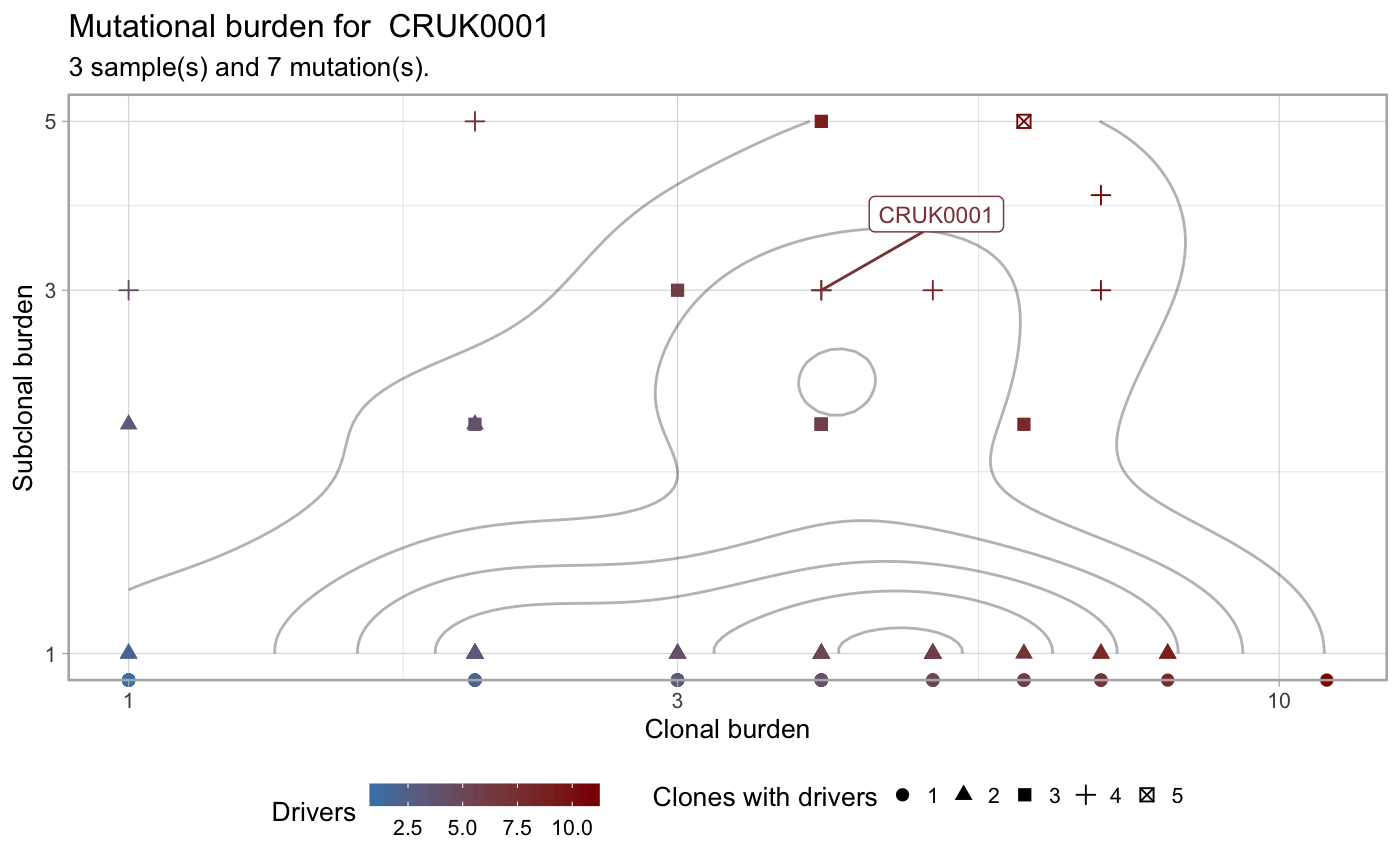 Mutational burden for  CRUK0001
3 sample(s) and 7 mutation(s).
5
CRUK0001
3
Subclonal burden
1
1 3 10
Clonal burden
Drivers
2.5 5.0 7.5 10.0
Clones with drivers 1 2 3 4 5